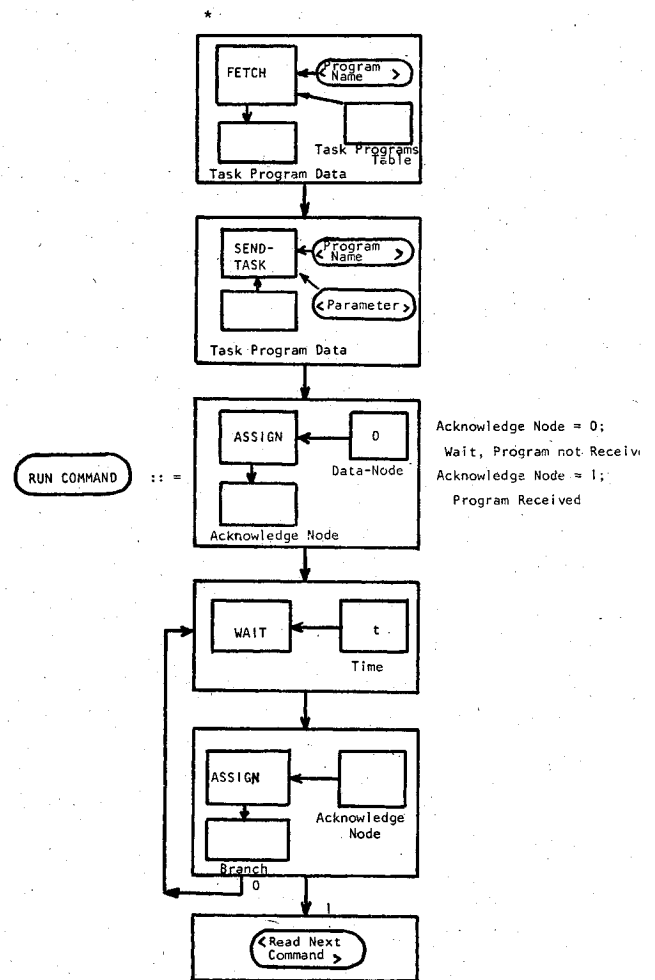 *
FETCH
<Program
Name >
Task Programs
Table
Task Program Data
SEND-
TASK
<Program
Name >
<Parameter>
Task Program Data
ASSIGN
0
Data-Node
Acknowledge Node
Acknowledge Node = 0;
Wait, Program not Receiv
Acknowledge Node = 1;
Program Received
RUN COMMAND
:: =
WAIT
t
Time
ASSIGN
Acknowledge
Node
Branch
0
1
<Read Next
Command >